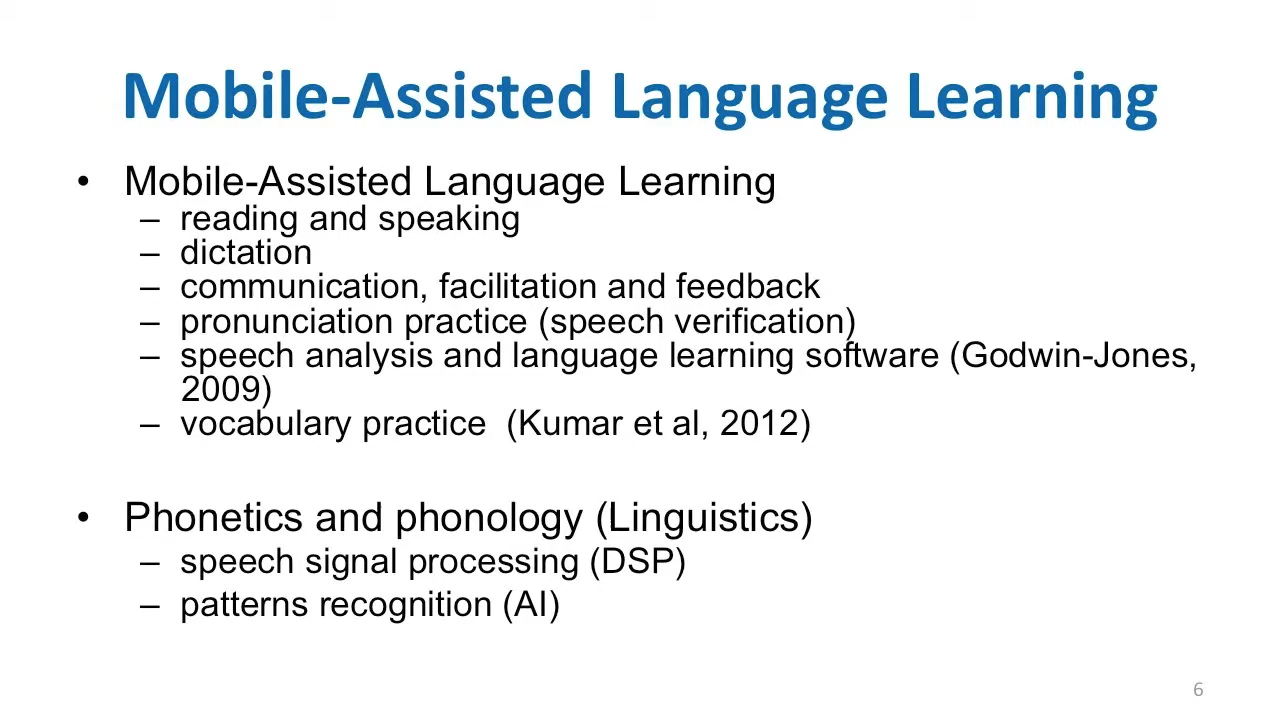 Mobile-Assisted Language Learning
• Mobile-Assisted Language Learning
– reading and speaking
– dictation
– communication, facilitation and feedback
– pronunciation practice (speech verification)
– speech analysis and language learning software (Godwin-Jones,
2009)
– vocabulary practice  (Kumar et al, 2012)
• Phonetics and phonology (Linguistics)
– speech signal processing (DSP)
– patterns recognition (AI)
6